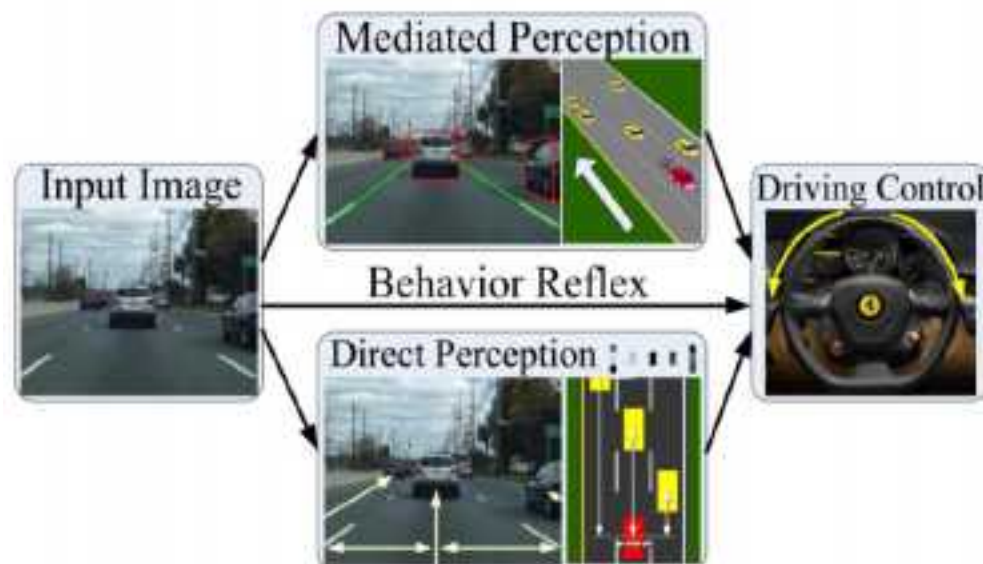 Mediated Perception
Input Image
Driving Control
Behavior Reflex
Direct Perception